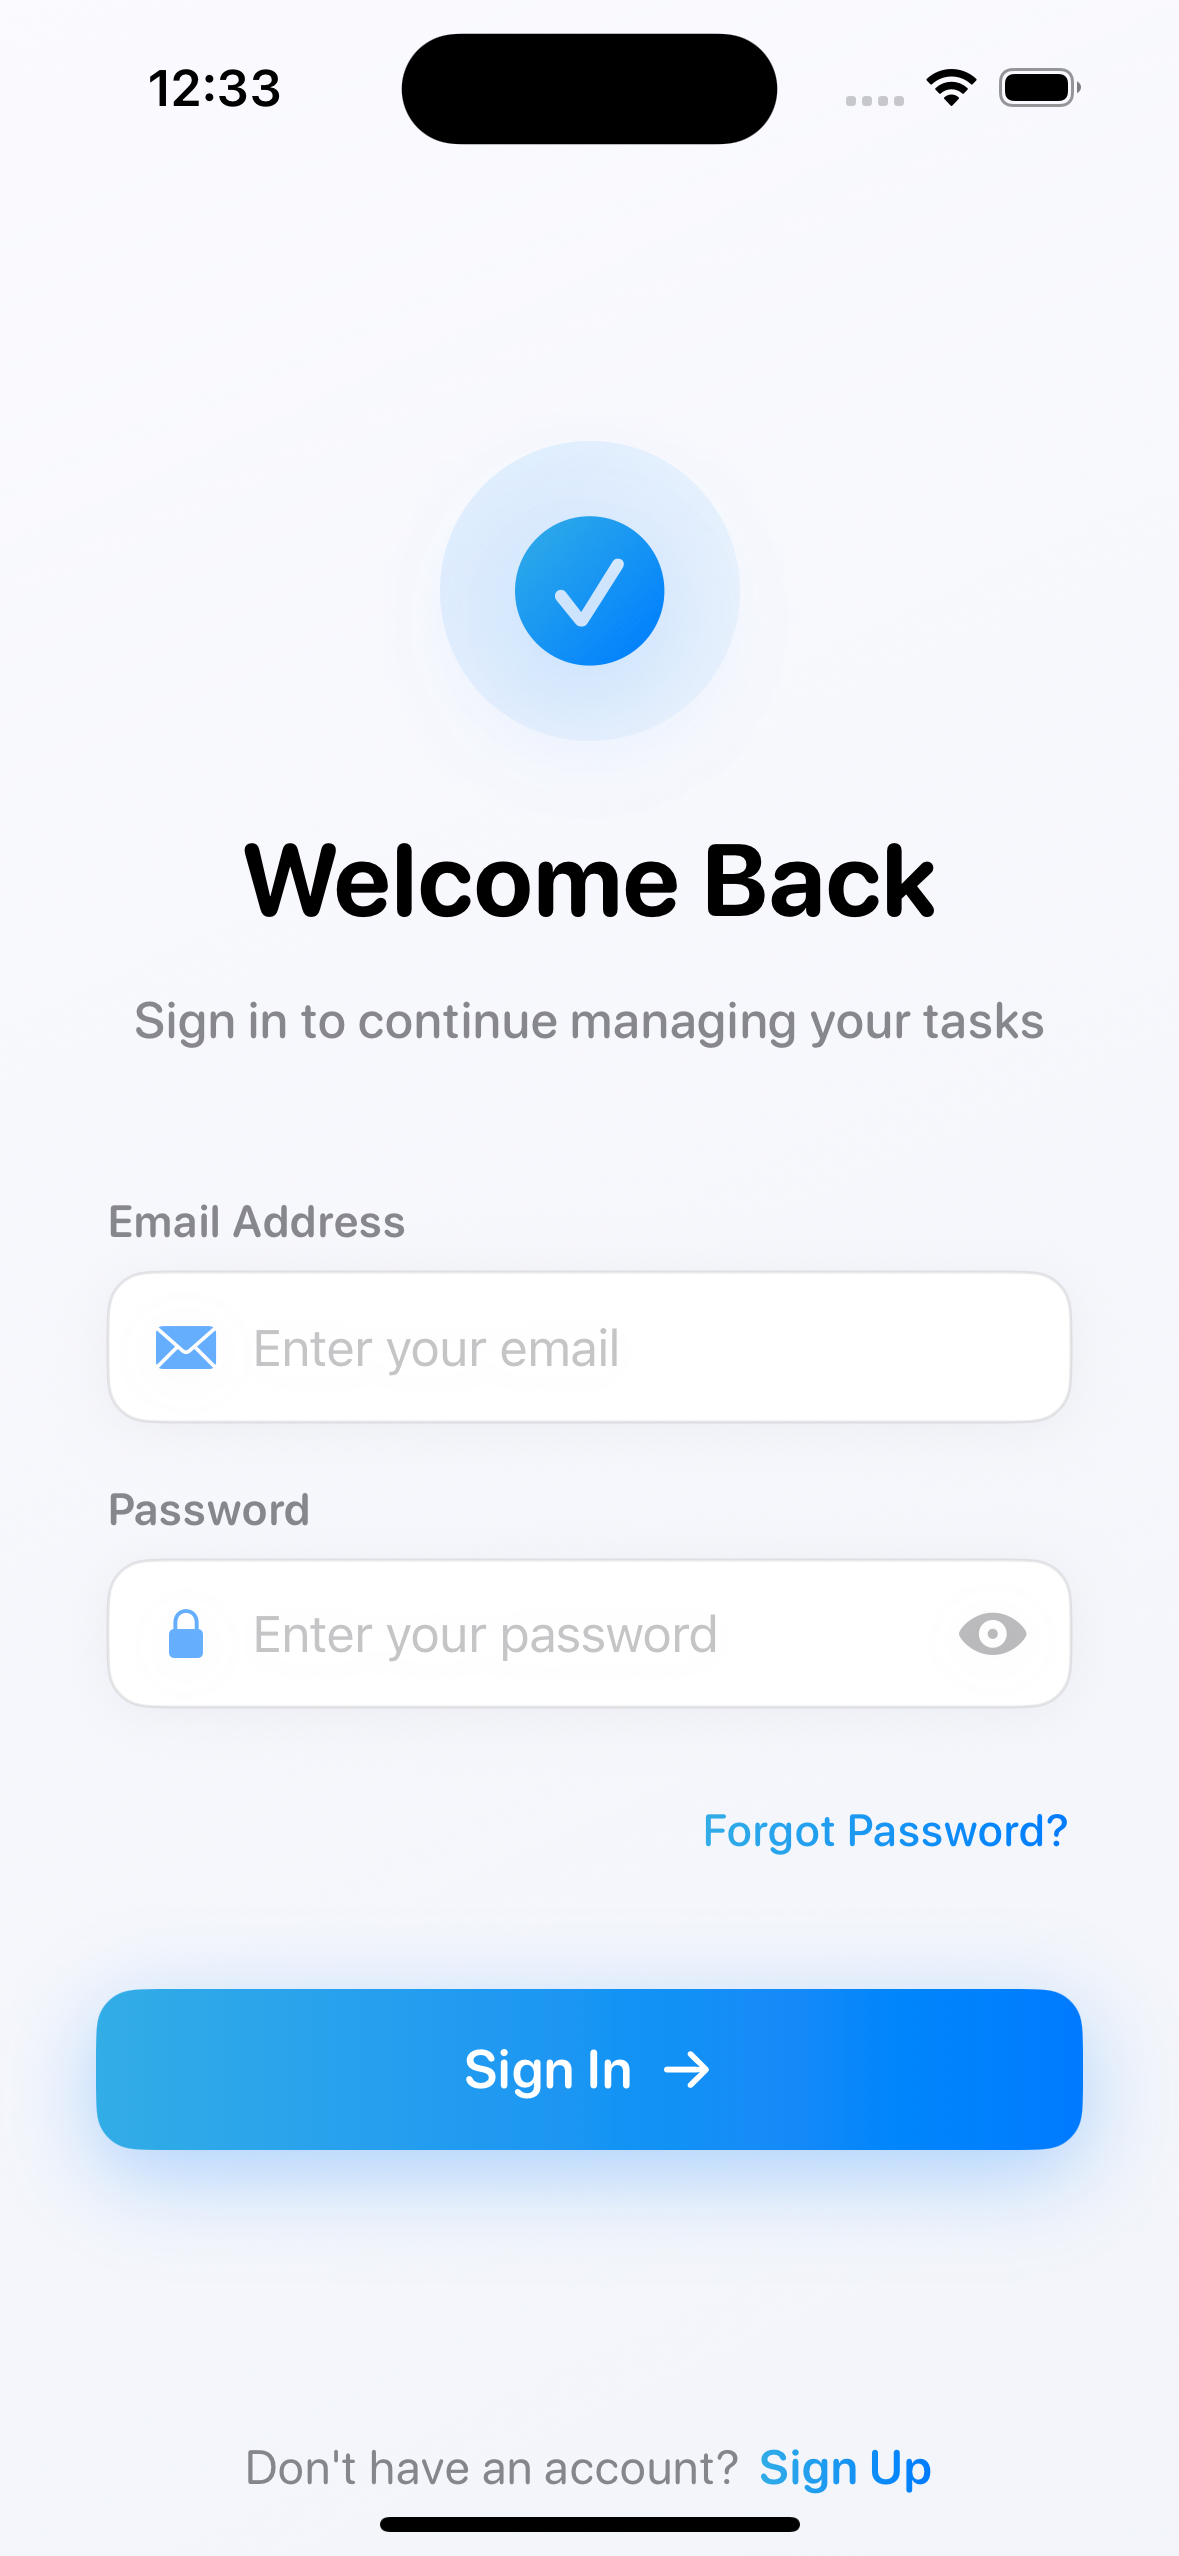 12:33
Welcome Back
Sign in to continue managing your tasks
Email Address
Enter your email
Password
Enter your password
Forgot Password?
Sign In →
Don't have an account? Sign Up